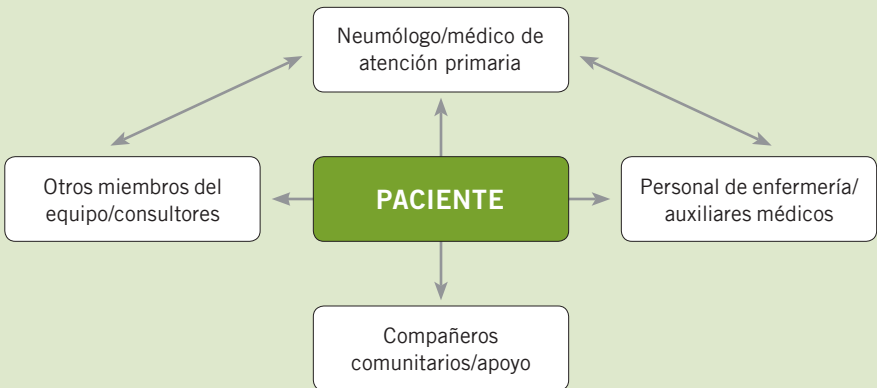 Neumólogo/médico de
atención primaria
Otros miembros del
equipo/consultores
PACIENTE
Personal de enfermería/
auxiliares médicos
Compañeros
comunitarios/apoyo